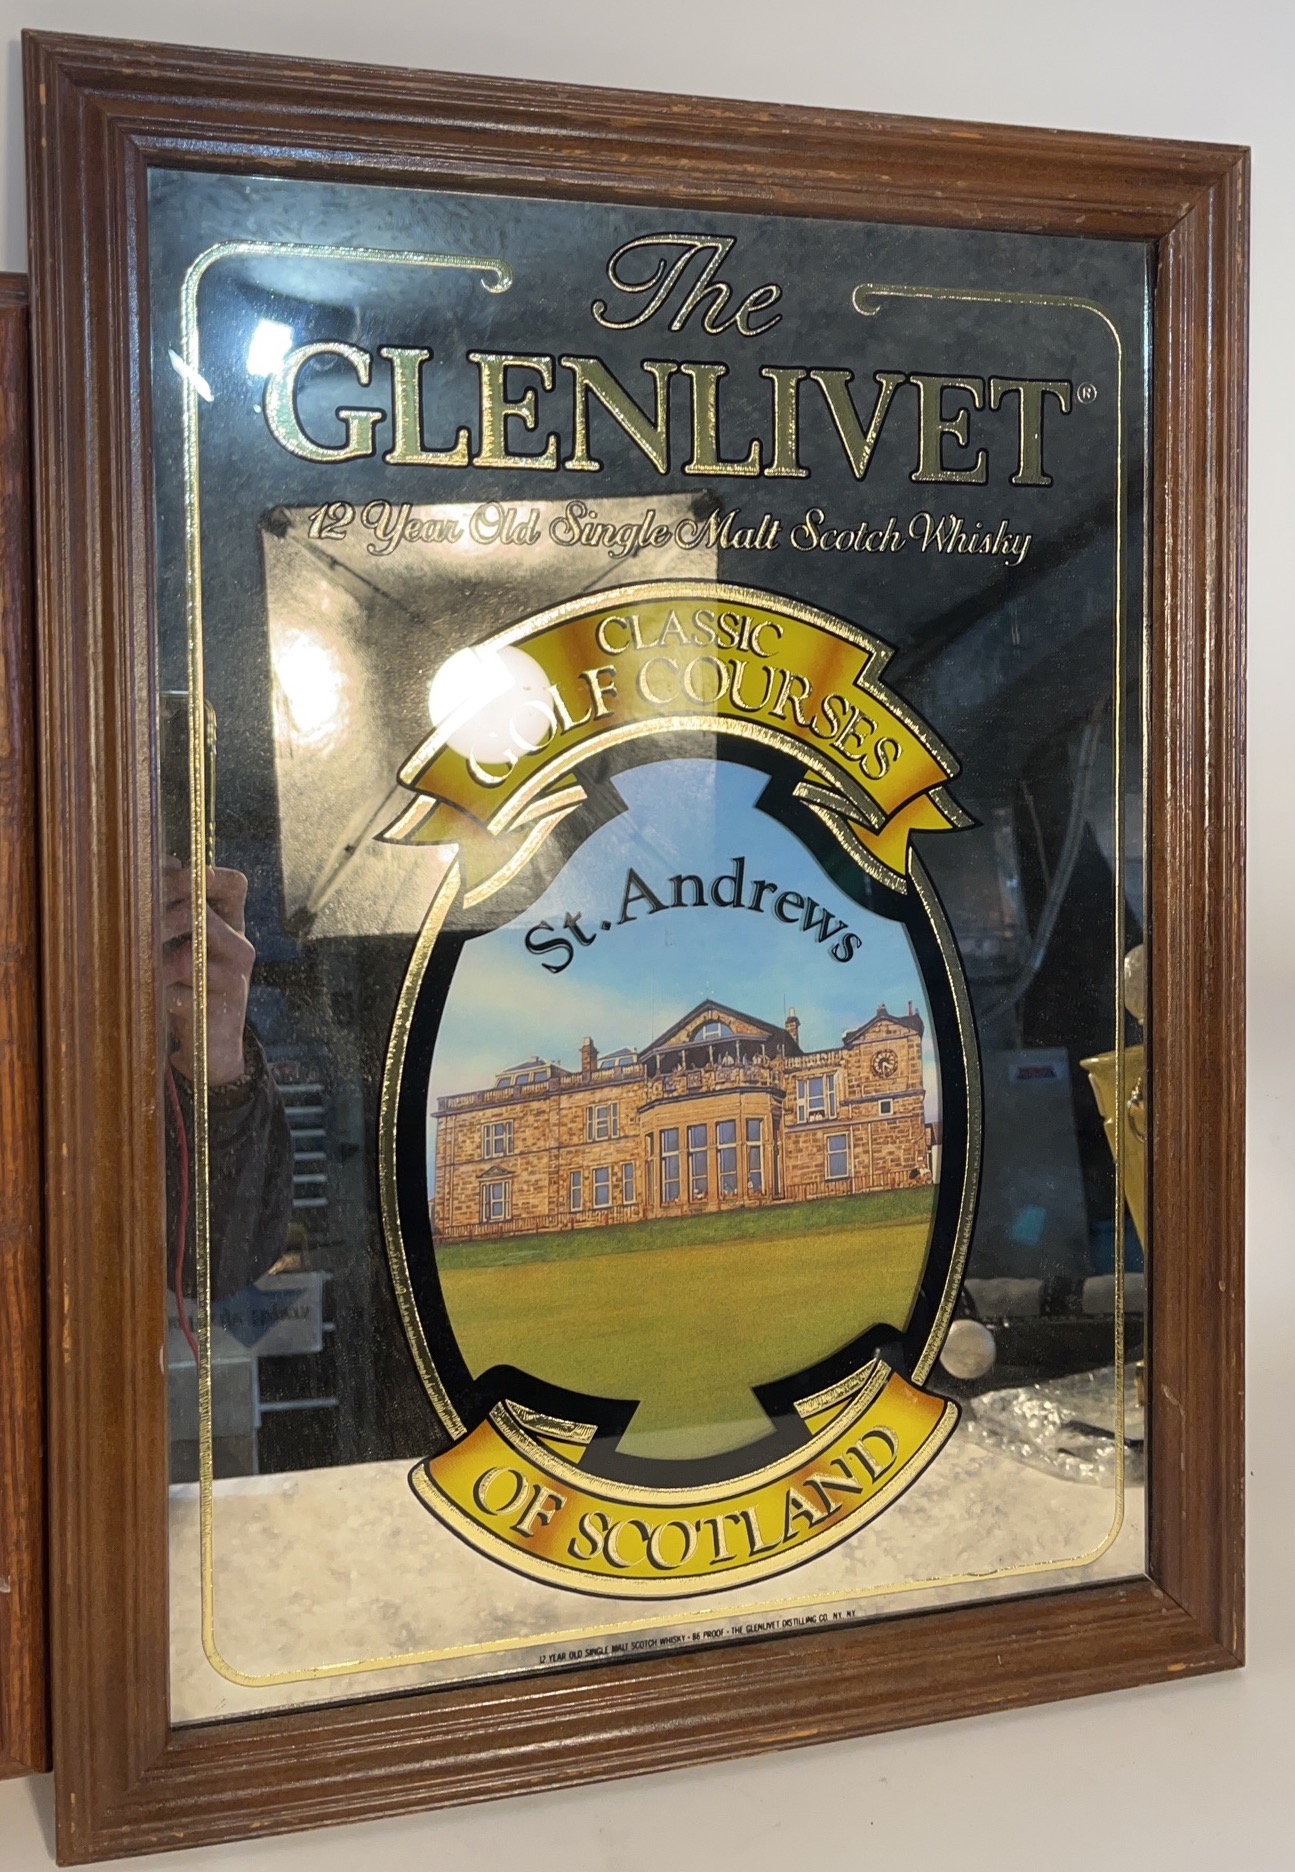 The
GLENLIVET®
12 Year Old Single Malt Scotch Whisky
CLASSIC
GOLF COURSES
St. Andrews
OF SCOTLAND
12 YEAR OLD SINGLE MALT SCOTCH WHISKY - 86 PROOF - THE GLENLIVET DISTILLING CO. NY. NY.